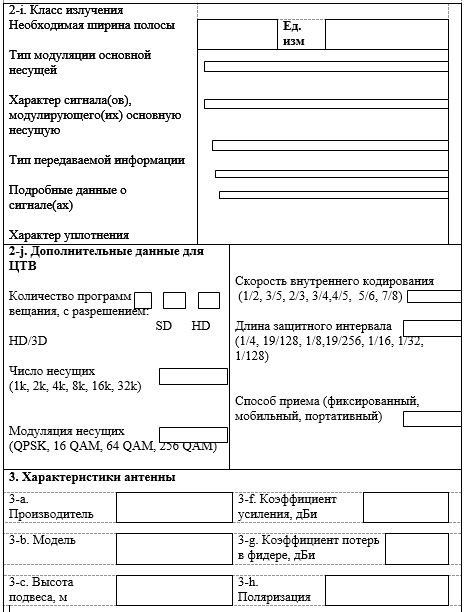 2-i. Класс излучения
Необходимая ширина полосы
Ед.
изм
Тип модуляции основной
несущей
Характер сигнала(ов),
модулирующего(их) основную
несущую
Тип передаваемой информации
Подробные данные о
сигнале(ах)
Характер уплотнения
2-j. Дополнительные данные для
ЦТВ
Количество программ
вещания, с разрешением:
SD HD
HD/3D
Число несущих
(1k, 2k, 4k, 8k, 16k, 32k)
Модуляция несущих
(QPSK, 16 QAM, 64 QAM, 256 QAM)
Скорость внутреннего кодирования
(1/2, 3/5, 2/3, 3/4,4/5, 5/6, 7/8)
Длина защитного интервала
(1/4, 19/128, 1/8,19/256, 1/16, 1/32,
1/128)
Способ приема (фиксированный,
мобильный, портативный)
3. Характеристики антенны
3-a.
Производитель
3-f. Коэффициент
усиления, дБи
3-b. Модель
3-g. Коэффициент потерь
в фидере, дБи
3-c. Высота
подвеса, м
3-h.
Поляризация